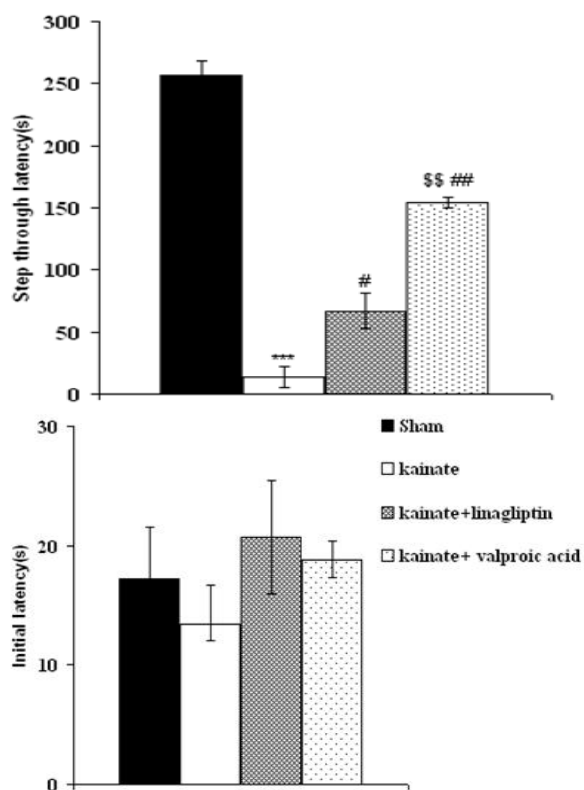 300
250
200
150
100
50
0
Step through latency(s)
***
#
$$ ##
30
20
10
0
Initial latency(s)
Sham
kainate
kainate+linagliptin
kainate+ valproic acid